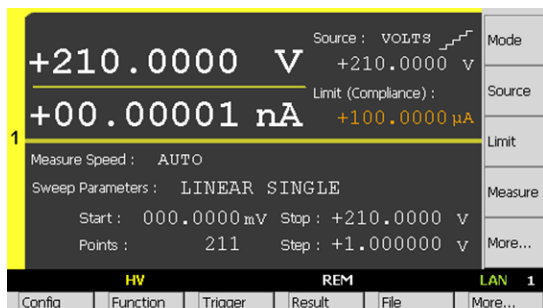 Source : VOLTS
+210.0000 V
+210.0000 V
Limit (Compliance) :
+00.00001 nA
+100.0000 µA
1
Measure Speed : AUTO
Sweep Parameters : LINEAR SINGLE
Start : 000.0000 mV Stop : +210.0000 V
Points : 211 Step : +1.000000 V
Mode
Source
Limit
Measure
More...
HV REM LAN 1
Config Function Trigger Result File More...